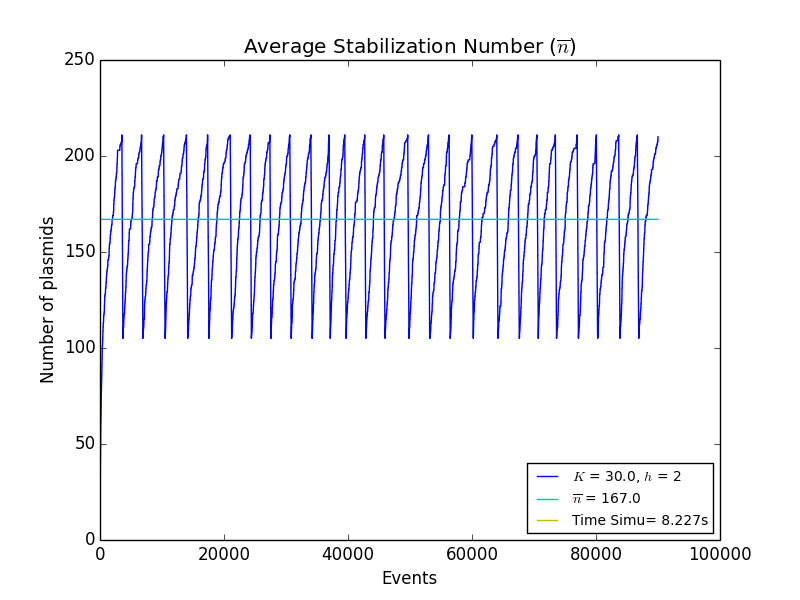 Average Stabilization Number (n̅)
250
200
150
100
50
0
Number of plasmids
0 20000 40000 60000 80000 100000
Events
K = 30.0, h = 2
n̅ = 167.0
Time Simu= 8.227s